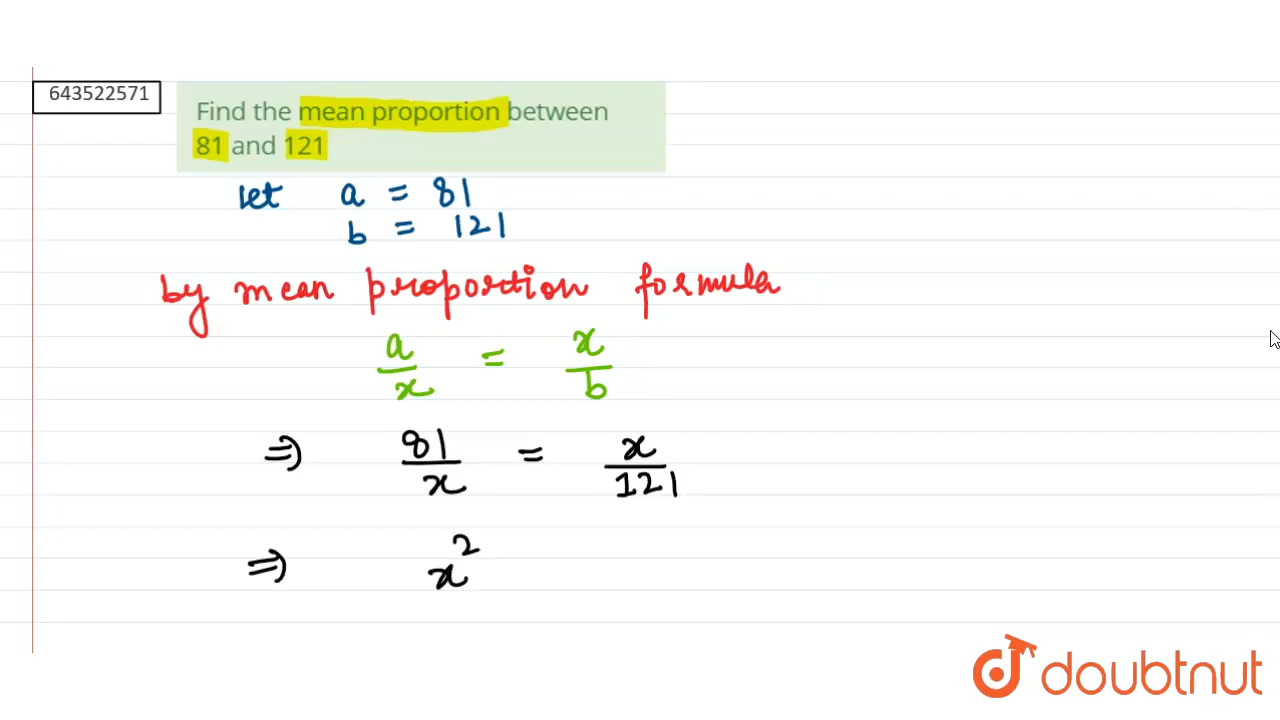 643522571
Find the mean proportion between
81 and 121
let a = 81
b = 121
by mean proportion formula
a/x = x/b
⇒ 81/x = x/121
⇒ x²
doubtnut